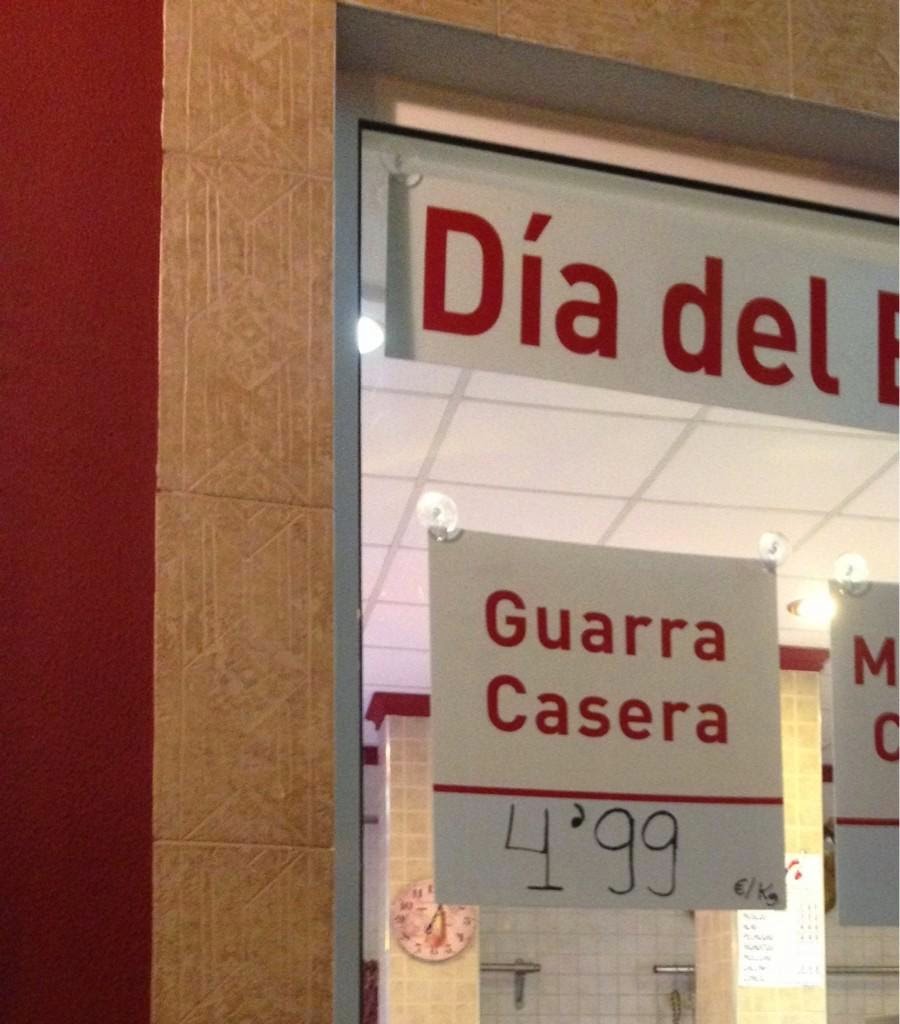 Día del
Guarra
Casera
4'99
€/Kg
M
C